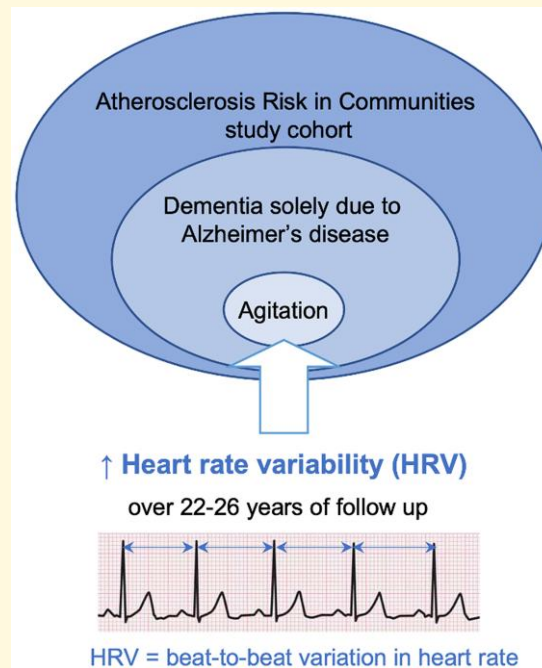 Atherosclerosis Risk in Communities
study cohort
Dementia solely due to
Alzheimer's disease
Agitation
↑ Heart rate variability (HRV)
over 22-26 years of follow up
HRV = beat-to-beat variation in heart rate